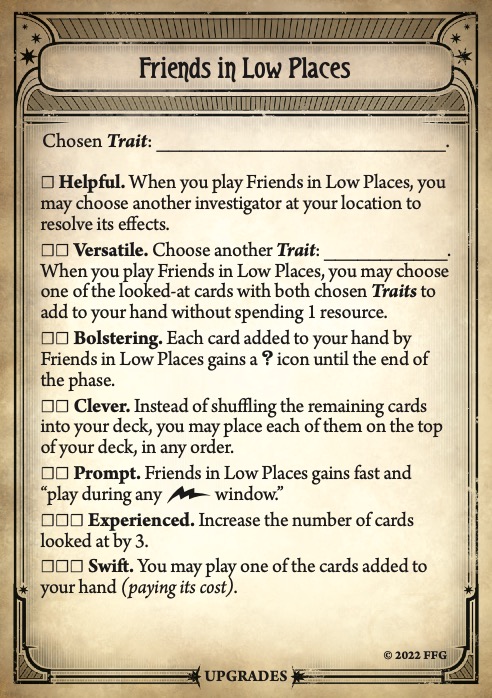 Friends in Low Places
Chosen Trait: ______________________________.
☐ Helpful. When you play Friends in Low Places, you
may choose another investigator at your location to
resolve its effects.
☐☐ Versatile. Choose another Trait: _____________.
When you play Friends in Low Places, you may choose
one of the looked-at cards with both chosen Traits to
add to your hand without spending 1 resource.
☐☐ Bolstering. Each card added to your hand by
Friends in Low Places gains a ? icon until the end of
the phase.
☐☐ Clever. Instead of shuffling the remaining cards
into your deck, you may place each of them on the top
of your deck, in any order.
☐☐ Prompt. Friends in Low Places gains fast and
“play during any window.”
☐☐☐ Experienced. Increase the number of cards
looked at by 3.
☐☐☐ Swift. You may play one of the cards added to
your hand (paying its cost).
© 2022 FFG
UPGRADES